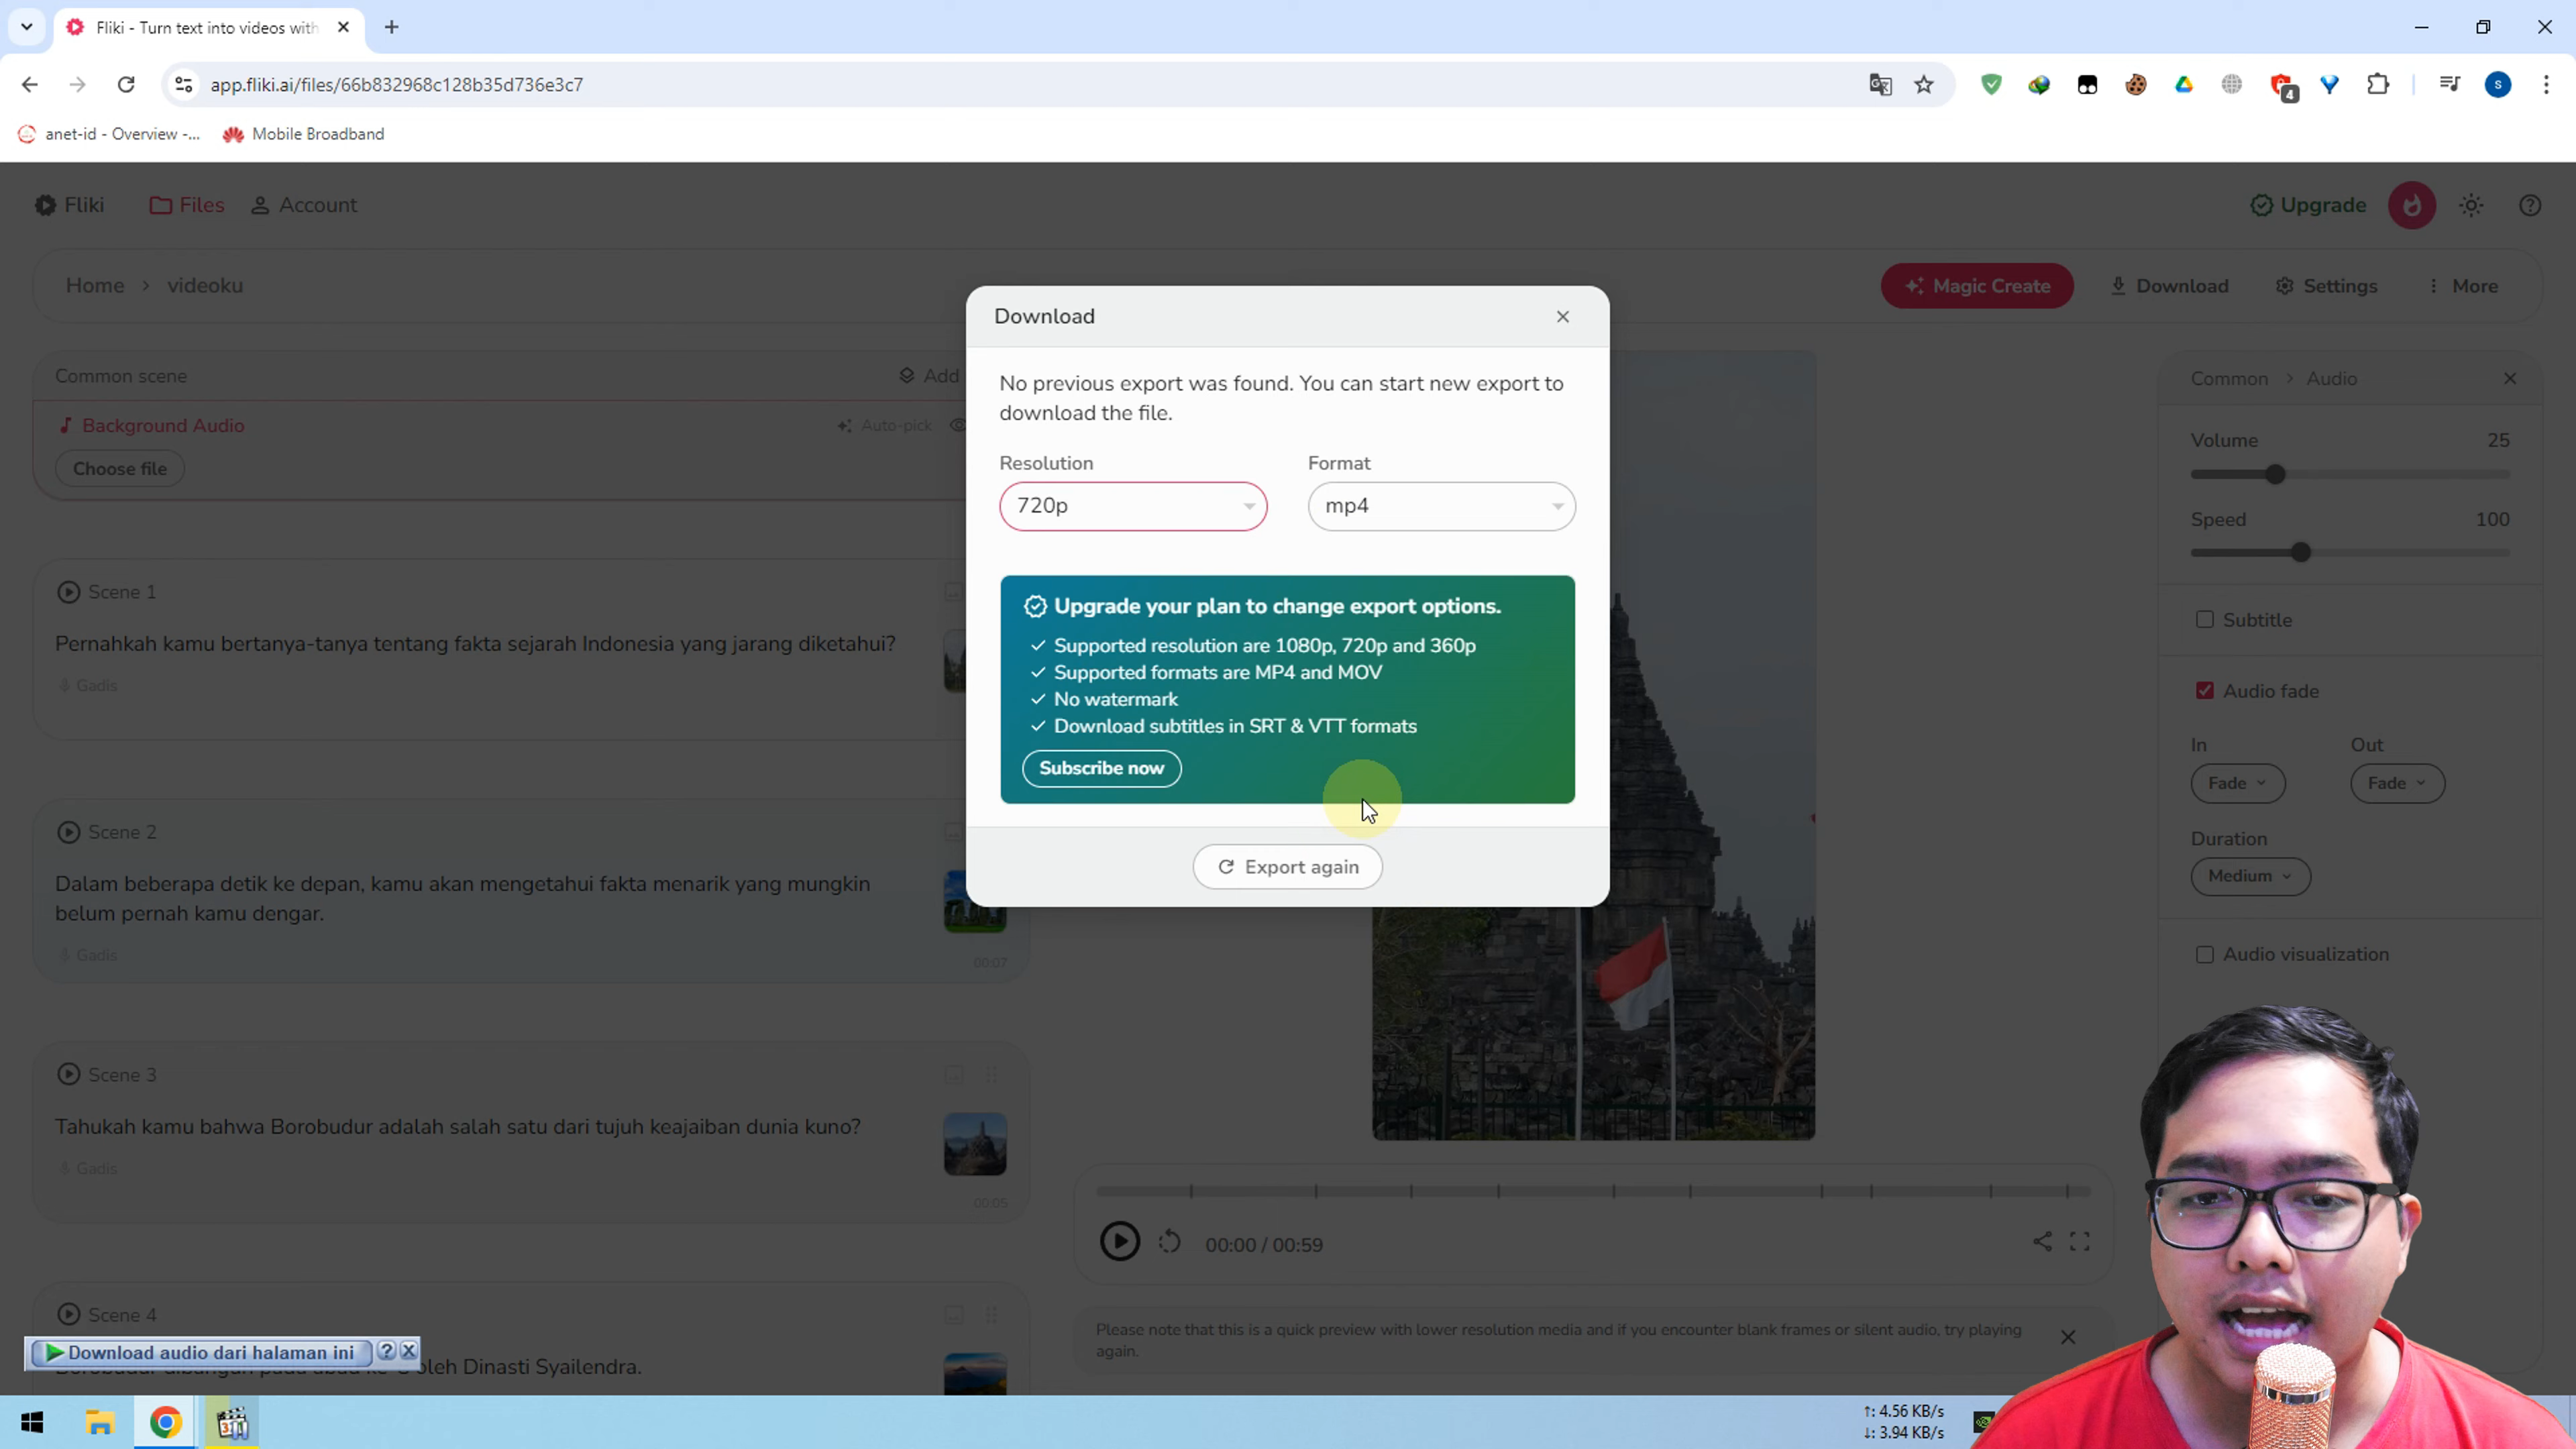 Fliki - Turn text into videos with
app.fliki.ai/files/66b832968c128b35d736e3c7
4
S
anet-id - Overview -...
Mobile Broadband
Fliki
Files
Account
Upgrade
Home > videoku
Magic Create
Download
Settings
More
Common scene
Add
Background Audio
Auto-pick
Choose file
Scene 1
Pernahkah kamu bertanya-tanya tentang fakta sejarah Indonesia yang jarang diketahui?
Gadis
Scene 2
Dalam beberapa detik ke depan, kamu akan mengetahui fakta menarik yang mungkin
belum pernah kamu dengar.
Gadis
00:07
Scene 3
Tahukah kamu bahwa Borobudur adalah salah satu dari tujuh keajaiban dunia kuno?
Gadis
00:05
Scene 4
oleh Dinasti Syailendra.
Download audio dari halaman ini
Download
No previous export was found. You can start new export to
download the file.
Resolution
Format
720p
mp4
Upgrade your plan to change export options.
Supported resolution are 1080p, 720p and 360p
Supported formats are MP4 and MOV
No watermark
Download subtitles in SRT & VTT formats
Subscribe now
Export again
00:00 / 00:59
Please note that this is a quick preview with lower resolution media and if you encounter blank frames or silent audio, try playing
again.
Common > Audio
Volume 25
Speed 100
Subtitle
Audio fade
In
Out
Fade
Fade
Duration
Medium
Audio visualization
321
↑: 4.56 KB/s
↓: 3.94 KB/s